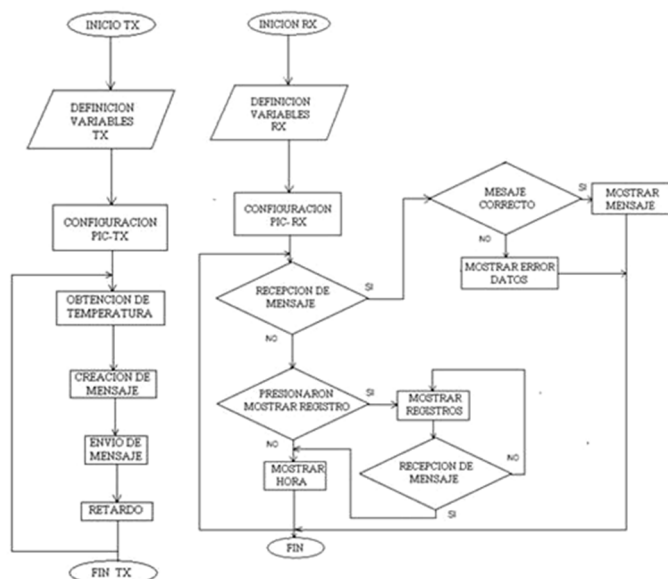 INICIO TX
DEFINICION
VARIABLES
TX
CONFIGURACION
PIC-TX
OBTENCION DE
TEMPERATURA
CREACION DE
MENSAJE
ENVIO DE
MENSAJE
RETARDO
FIN TX
INICION RX
DEFINICION
VARIABLES
RX
CONFIGURACION
PIC-RX
RECEPCION DE
MENSAJE
SI
NO
MESAJE
CORRECTO
SI
NO
MOSTRAR
MENSAJE
MOSTRAR ERROR
DATOS
PRESIONARON
MOSTRAR REGISTRO
SI
NO
MOSTRAR
REGISTROS
RECEPCION DE
MENSAJE
NO
SI
MOSTRAR
HORA
FIN